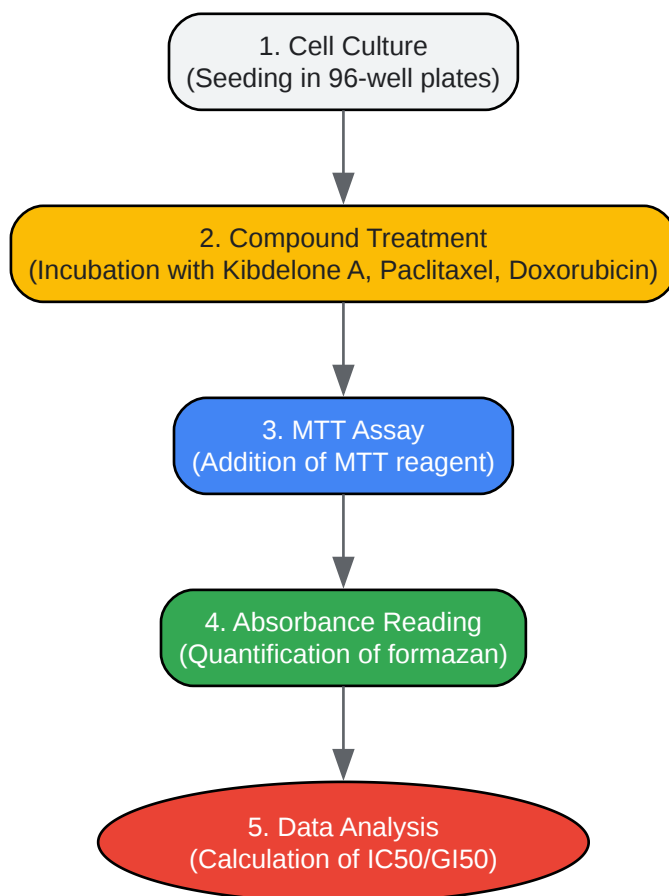 1. Cell Culture
(Seeding in 96-well plates)
2. Compound Treatment
(Incubation with Kibdelone A, Paclitaxel, Doxorubicin)
3. MTT Assay
(Addition of MTT reagent)
4. Absorbance Reading
(Quantification of formazan)
5. Data Analysis
(Calculation of IC50/GI50)